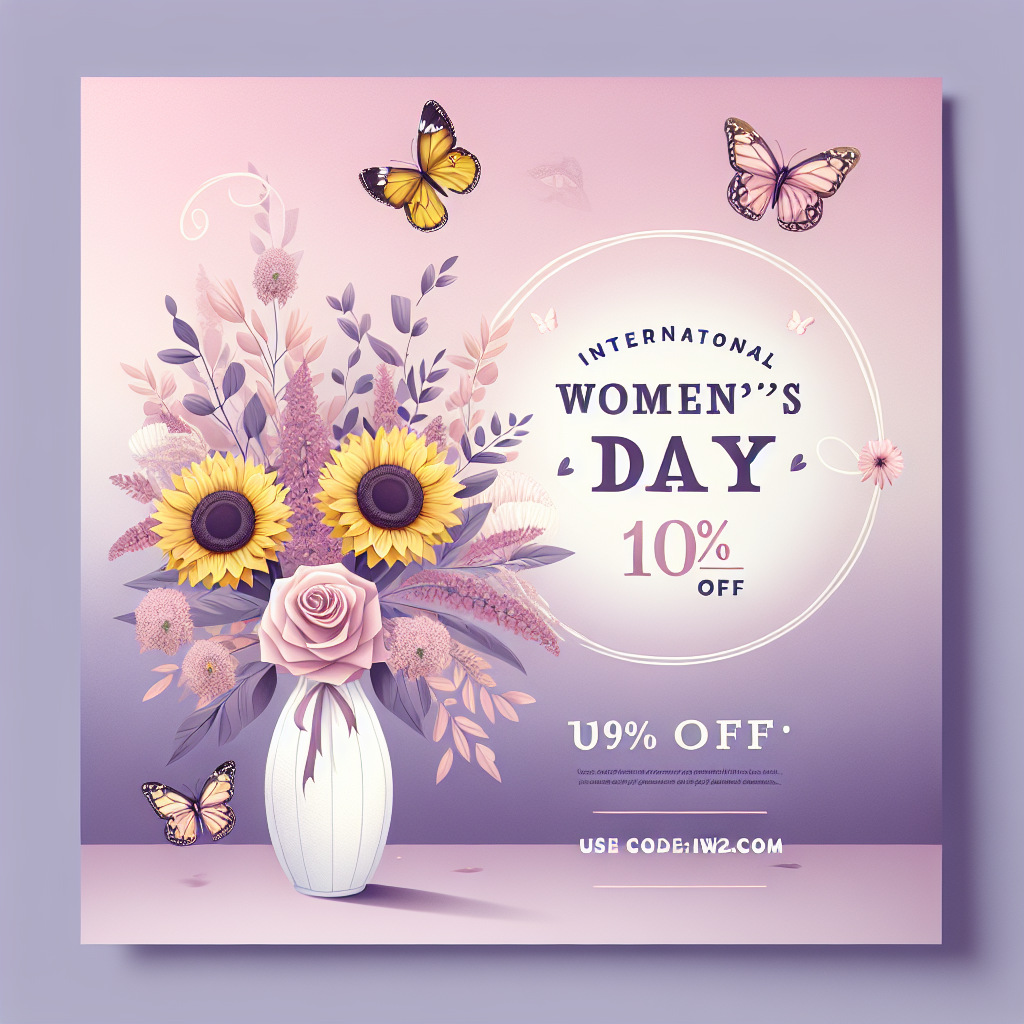 INTERNATONAL
WOMEN’’S
DAY
10%
OFF
U9% OFF·
USE CODE:IW2.COM